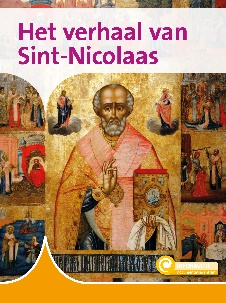 Het verhaal van
Sint-Nicolaas